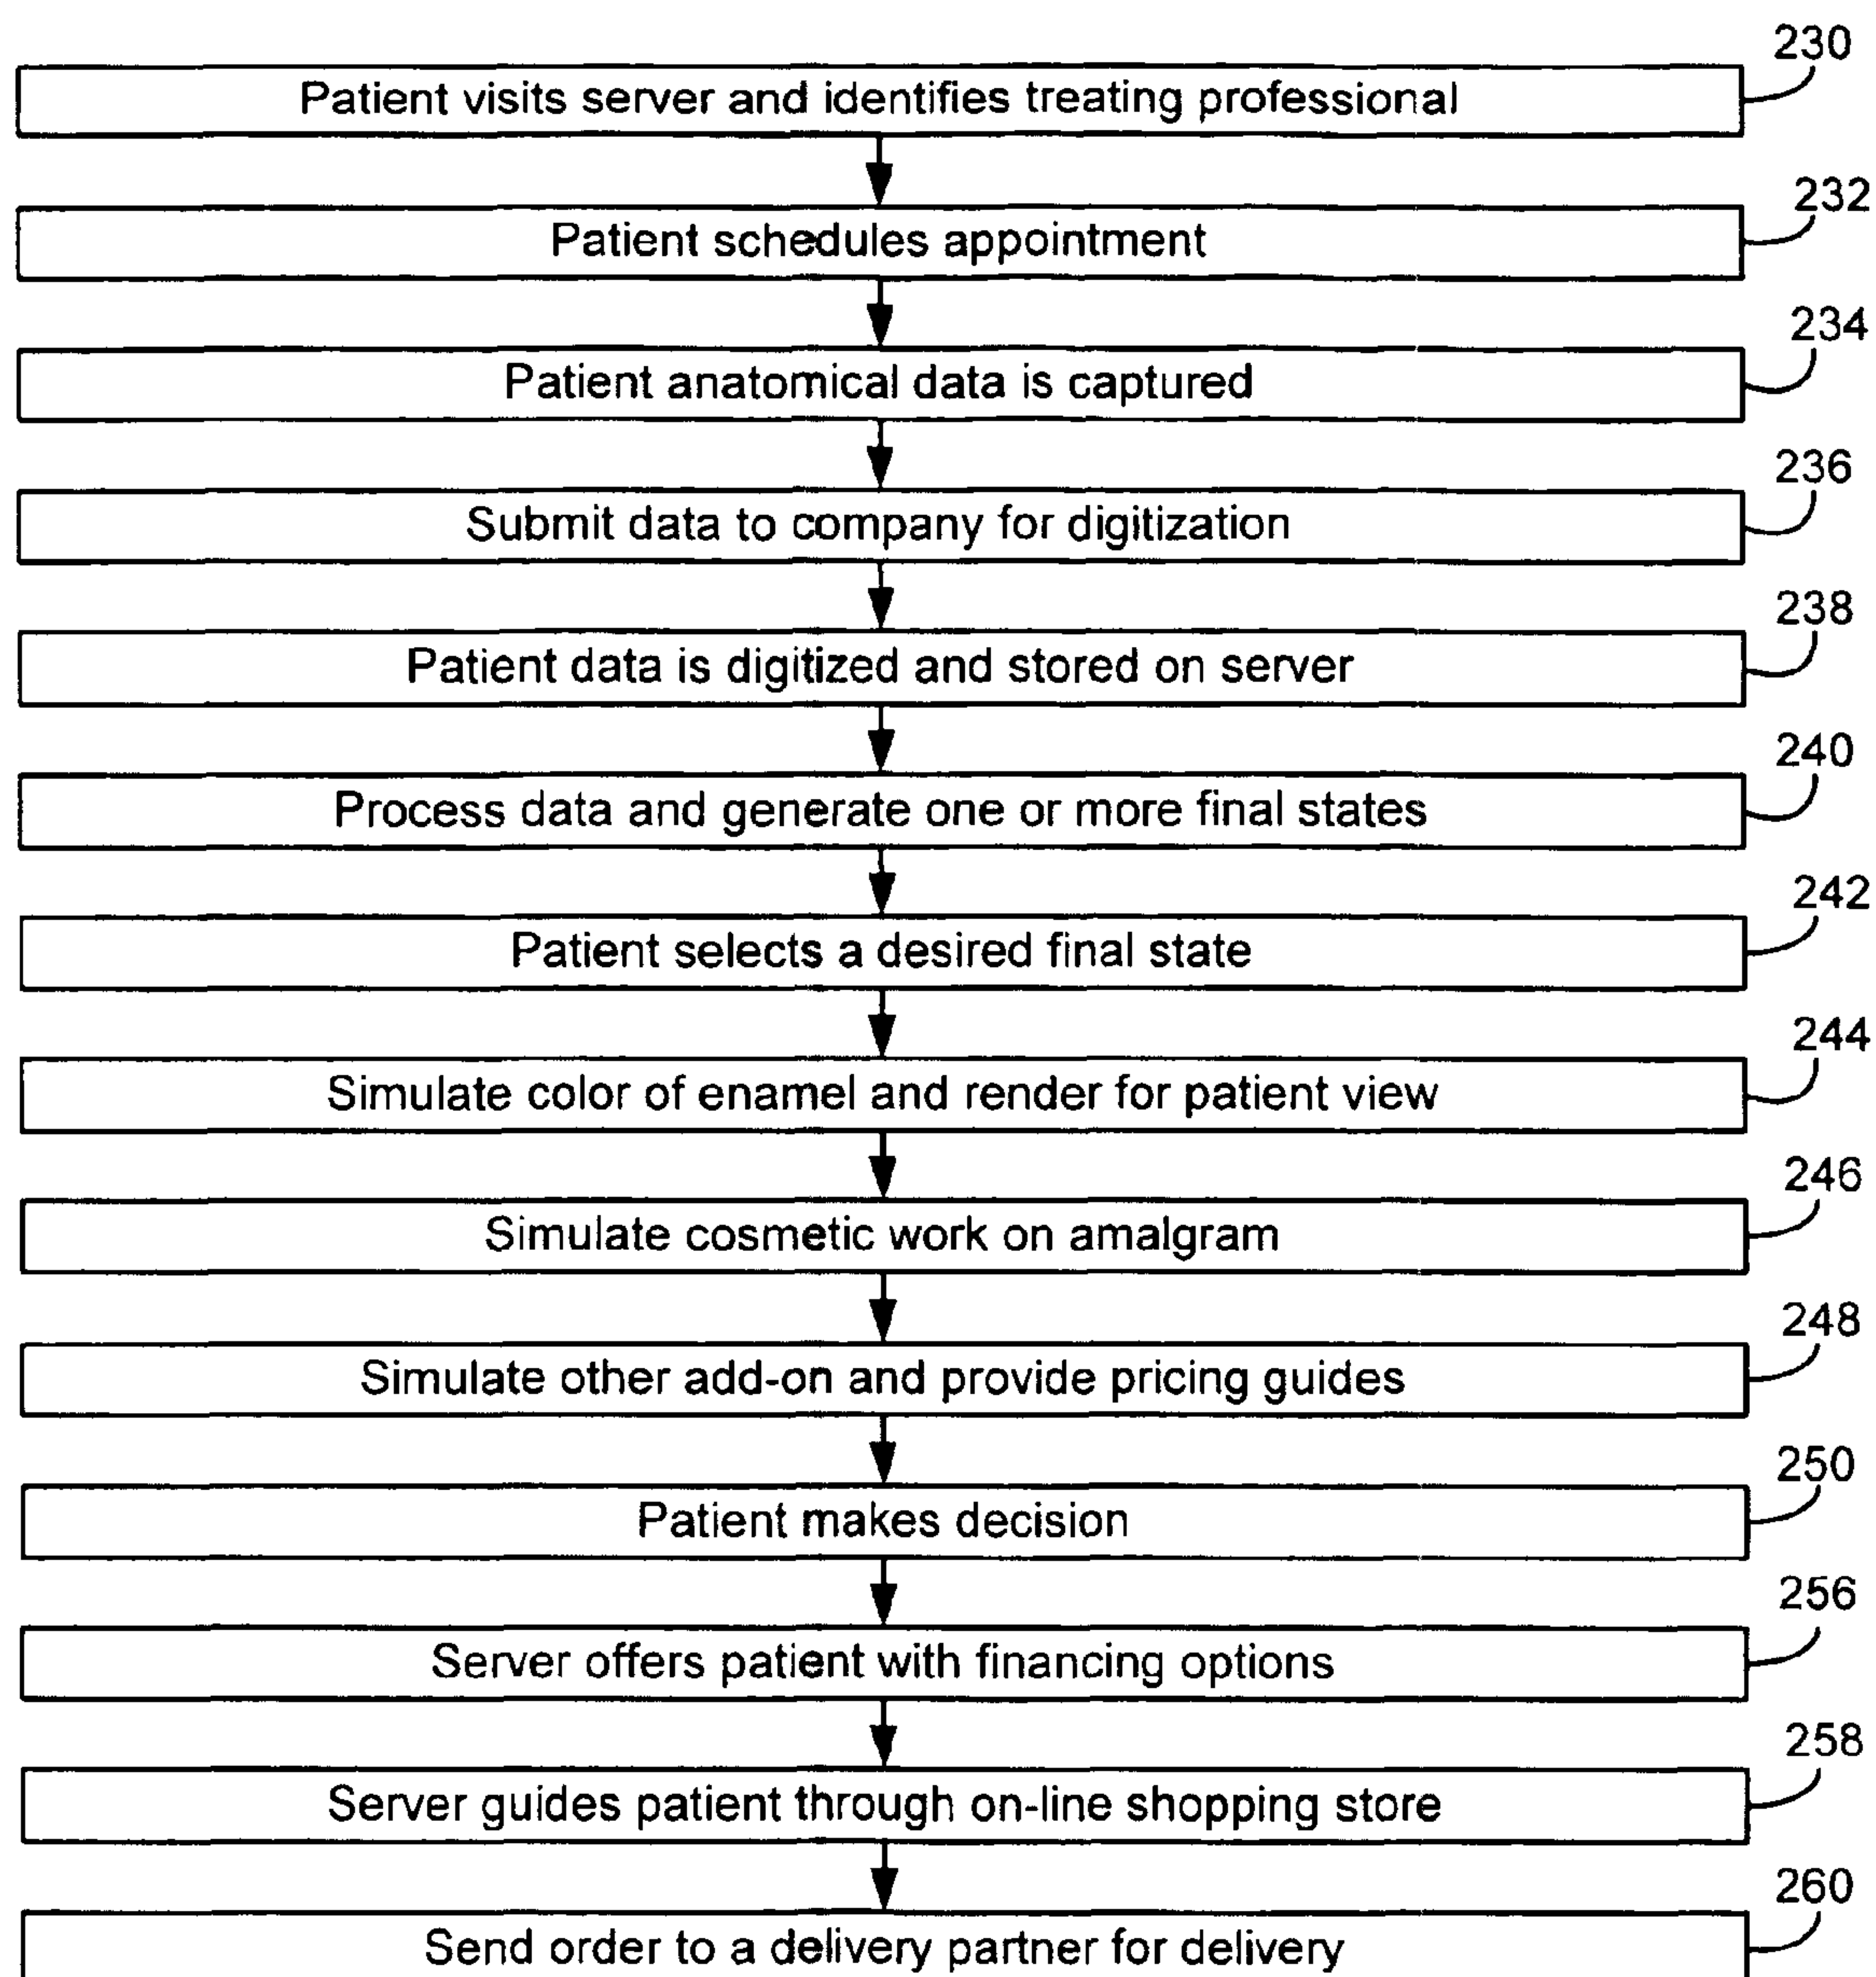 230
Patient visits server and identifies treating professional
232
Patient schedules appointment
234
Patient anatomical data is captured
236
Submit data to company for digitization
238
Patient data is digitized and stored on server
240
Process data and generate one or more final states
242
Patient selects a desired final state
244
Simulate color of enamel and render for patient view
246
Simulate cosmetic work on amalgram
248
Simulate other add-on and provide pricing guides
250
Patient makes decision
256
Server offers patient with financing options
258
Server guides patient through on-line shopping store
260
Send order to a delivery partner for delivery